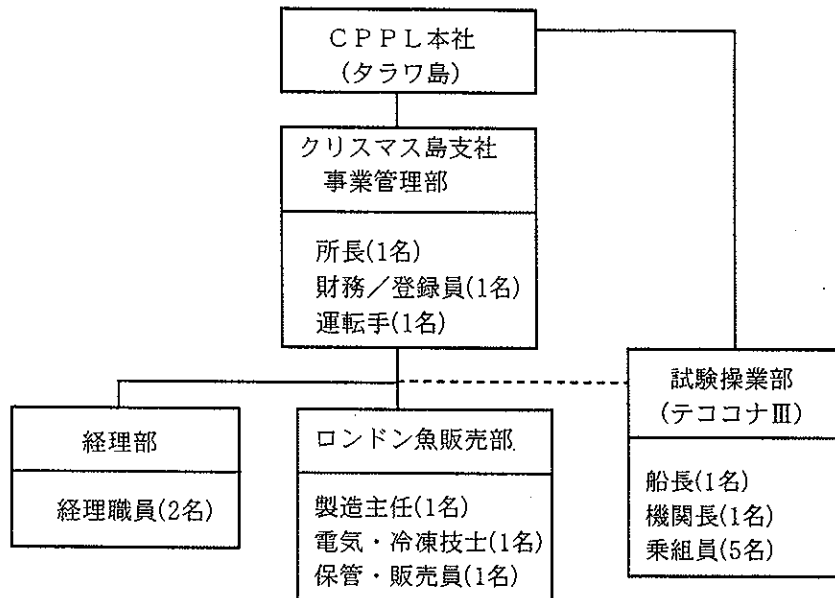 CPPL本社
(タラワ島)
クリスマス島支社
事業管理部
所長(1名)
財務／登録員(1名)
運転手(1名)
試験操業部
(テココナⅢ)
船長(1名)
機関長(1名)
乗組員(5名)
経理部
経理職員(2名)
ロンドン魚販売部
製造主任(1名)
電気・冷凍技士(1名)
保管・販売員(1名)